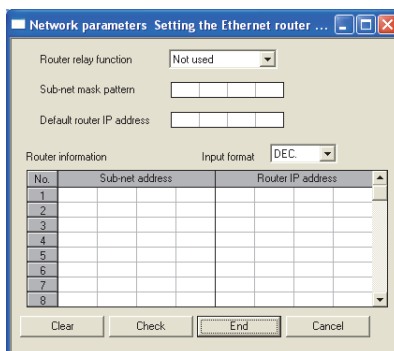 Network parameters Setting the Ethernet router ...
Router relay function Not used
Sub-net mask pattern
Default router IP address
Router information Input format DEC.
No. Sub-net address Router IP address
1
2
3
4
5
6
7
8
Clear Check End Cancel